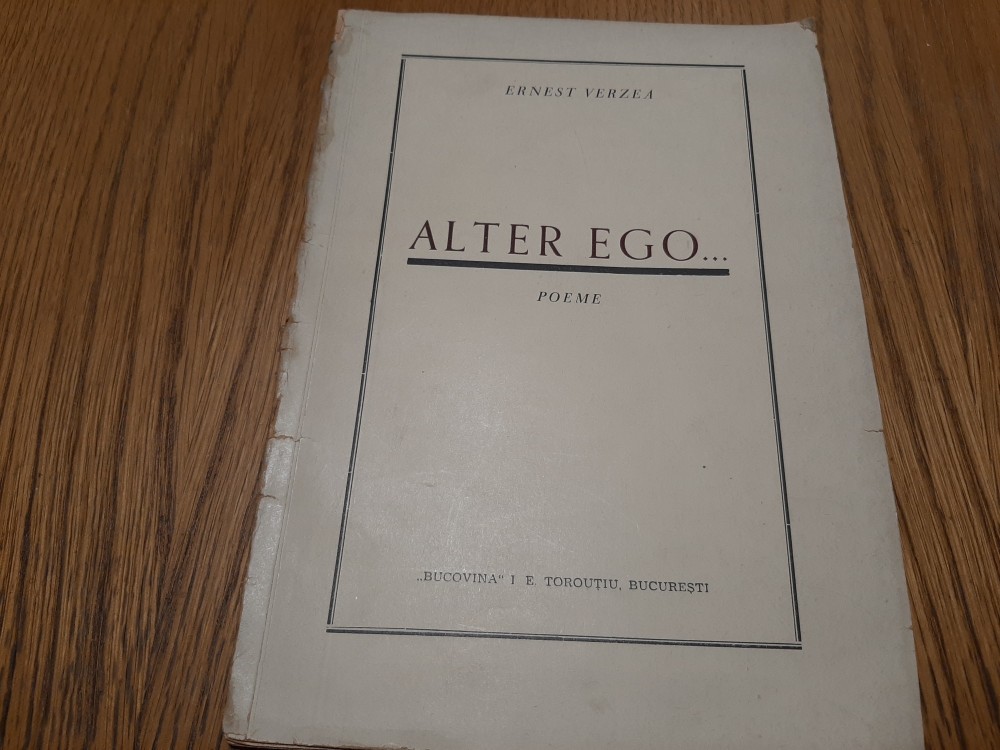 ERNEST VERZEA
ALTER EGO...
POEME
„BUCOVINA“ I E. TOROUȚIU, BUCUREȘTI